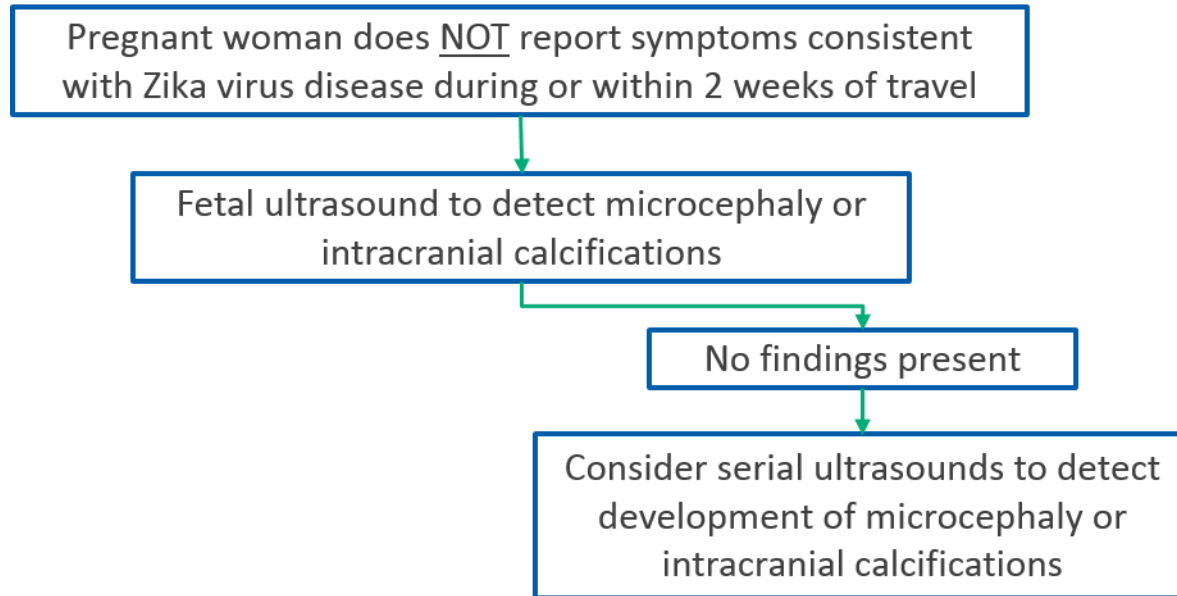 Pregnant woman does NOT report symptoms consistent
with Zika virus disease during or within 2 weeks of travel
Fetal ultrasound to detect microcephaly or
intracranial calcifications
No findings present
Consider serial ultrasounds to detect
development of microcephaly or
intracranial calcifications